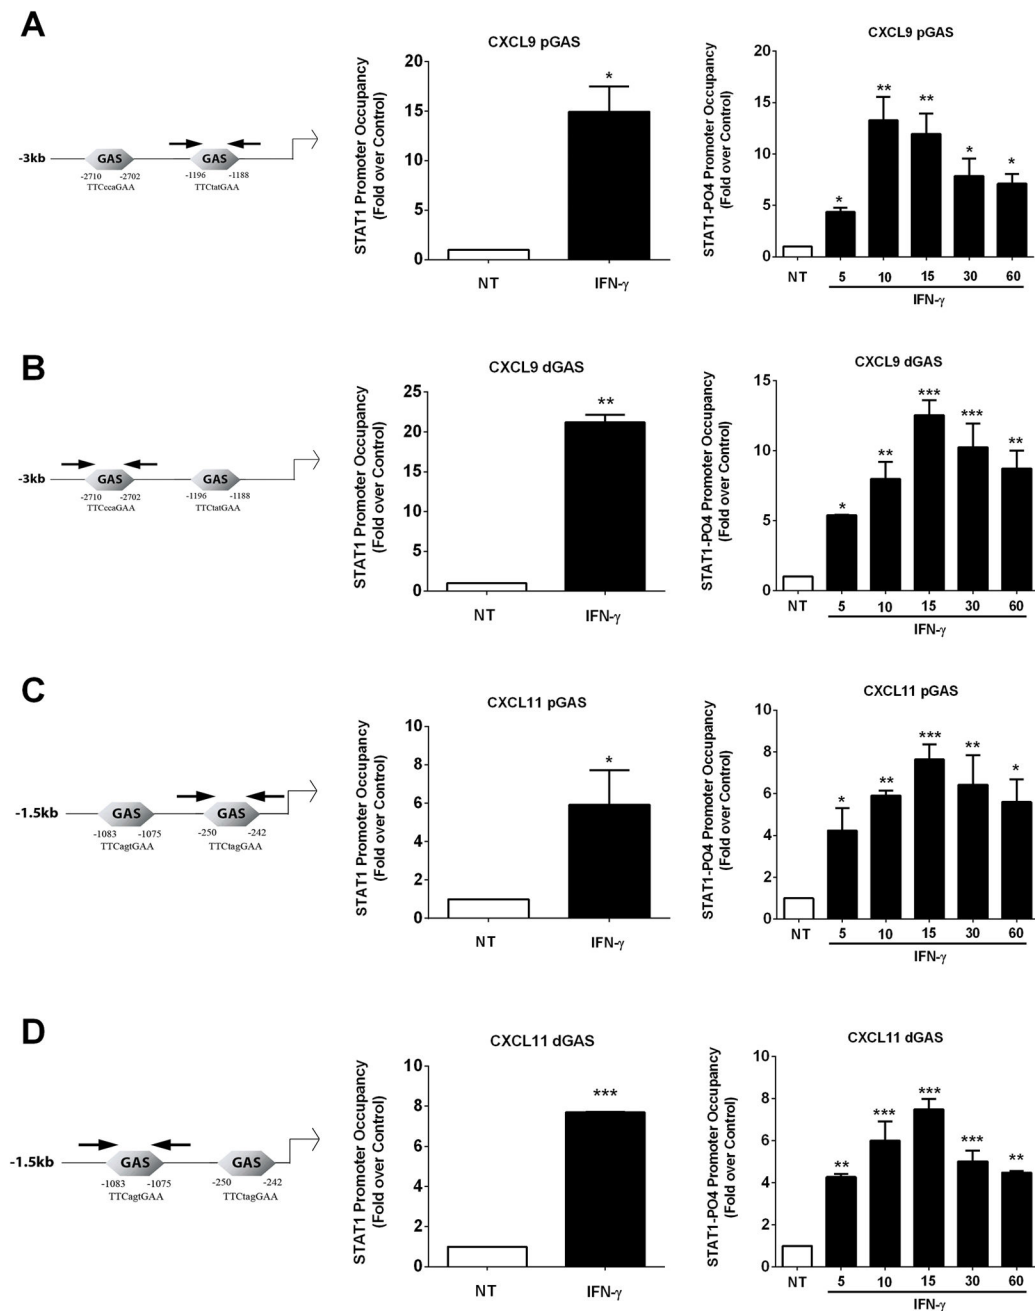 A
-3kb
GAS
GAS
-2710 -2702
-1196 -1188
TTCccaGAA
TTCtatGAA
CXCL9 pGAS
STAT1 Promoter Occupancy
(Fold over Control)
20
15
10
5
0
*
NT
IFN-γ
CXCL9 pGAS
STAT1-PO4 Promoter Occupancy
(Fold over Control)
20
15
10
5
0
* ** ** * *
NT 5 10 15 30 60
IFN-γ
B
-3kb
GAS
GAS
-2710 -2702
-1196 -1188
TTCccaGAA
TTCtatGAA
CXCL9 dGAS
STAT1 Promoter Occupancy
(Fold over Control)
25
20
15
10
5
0
**
NT
IFN-γ
CXCL9 dGAS
STAT1-PO4 Promoter Occupancy
(Fold over Control)
15
10
5
0
* ** *** *** **
NT 5 10 15 30 60
IFN-γ
C
-1.5kb
GAS
GAS
-1083 -1075
-250 -242
TTCagtGAA
TTCtagGAA
CXCL11 pGAS
STAT1 Promoter Occupancy
(Fold over Control)
10
8
6
4
2
0
*
NT
IFN-γ
CXCL11 pGAS
STAT1-PO4 Promoter Occupancy
(Fold over Control)
10
8
6
4
2
0
* ** *** ** *
NT 5 10 15 30 60
IFN-γ
D
-1.5kb
GAS
GAS
-1083 -1075
-250 -242
TTCagtGAA
TTCtagGAA
CXCL11 dGAS
STAT1 Promoter Occupancy
(Fold over Control)
10
8
6
4
2
0
***
NT
IFN-γ
CXCL11 dGAS
STAT1-PO4 Promoter Occupancy
(Fold over Control)
10
8
6
4
2
0
** *** *** *** **
NT 5 10 15 30 60
IFN-γ